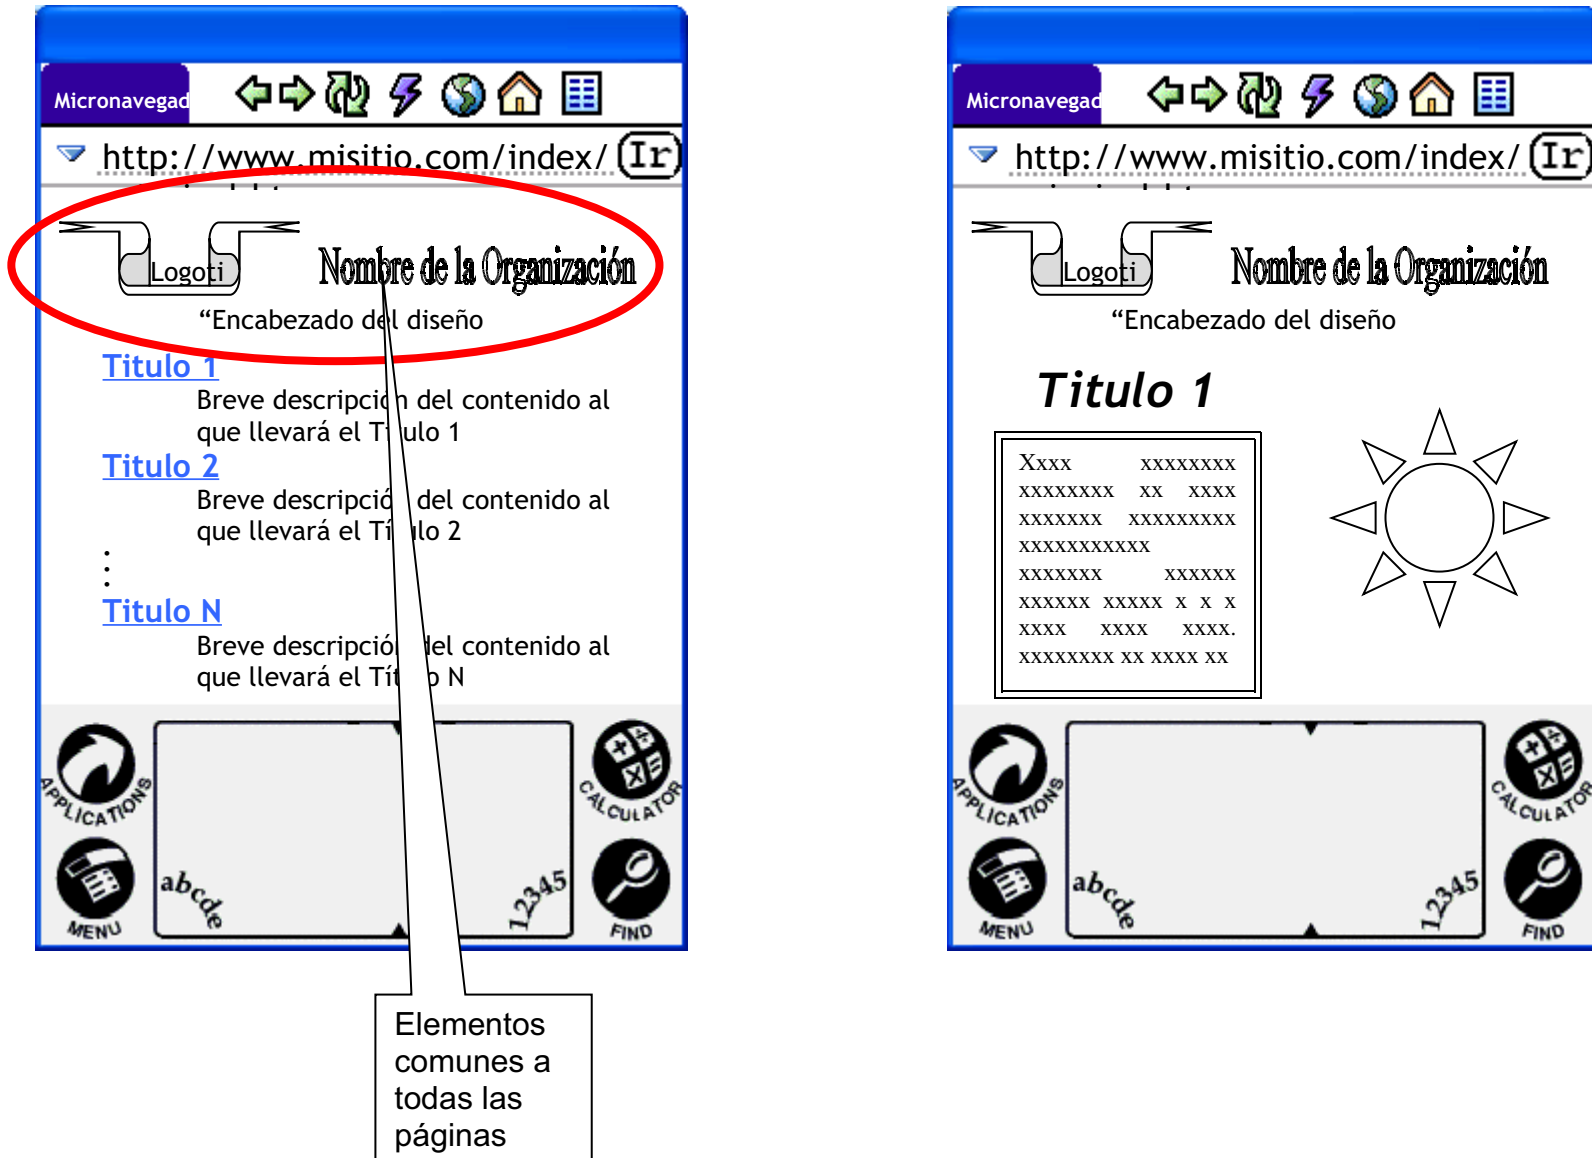 Micronavegad
http://www.misitio.com/index/ Ir
Logoti
Nombre de la Organización
“Encabezado del diseño
Titulo 1
Breve descripción del contenido al
que llevará el Título 1
Titulo 2
Breve descripción del contenido al
que llevará el Título 2
:
Titulo N
Breve descripción del contenido al
que llevará el Título N
APPLICATIONS
CALCULATOR
MENU
abcde
12345
FIND
Elementos
comunes a
todas las
páginas
Micronavegad
http://www.misitio.com/index/ Ir
Logoti
Nombre de la Organización
“Encabezado del diseño
Titulo 1
Xxxx xxxxxxxx
xxxxxxxx xx xxxx
xxxxxxx xxxxxxxxx
xxxxxxxxxxx
xxxxxxx xxxxxx
xxxxxx xxxxx x x x
xxxx xxxx xxxx.
xxxxxxxx xx xxxx xx
APPLICATIONS
CALCULATOR
MENU
abcde
12345
FIND